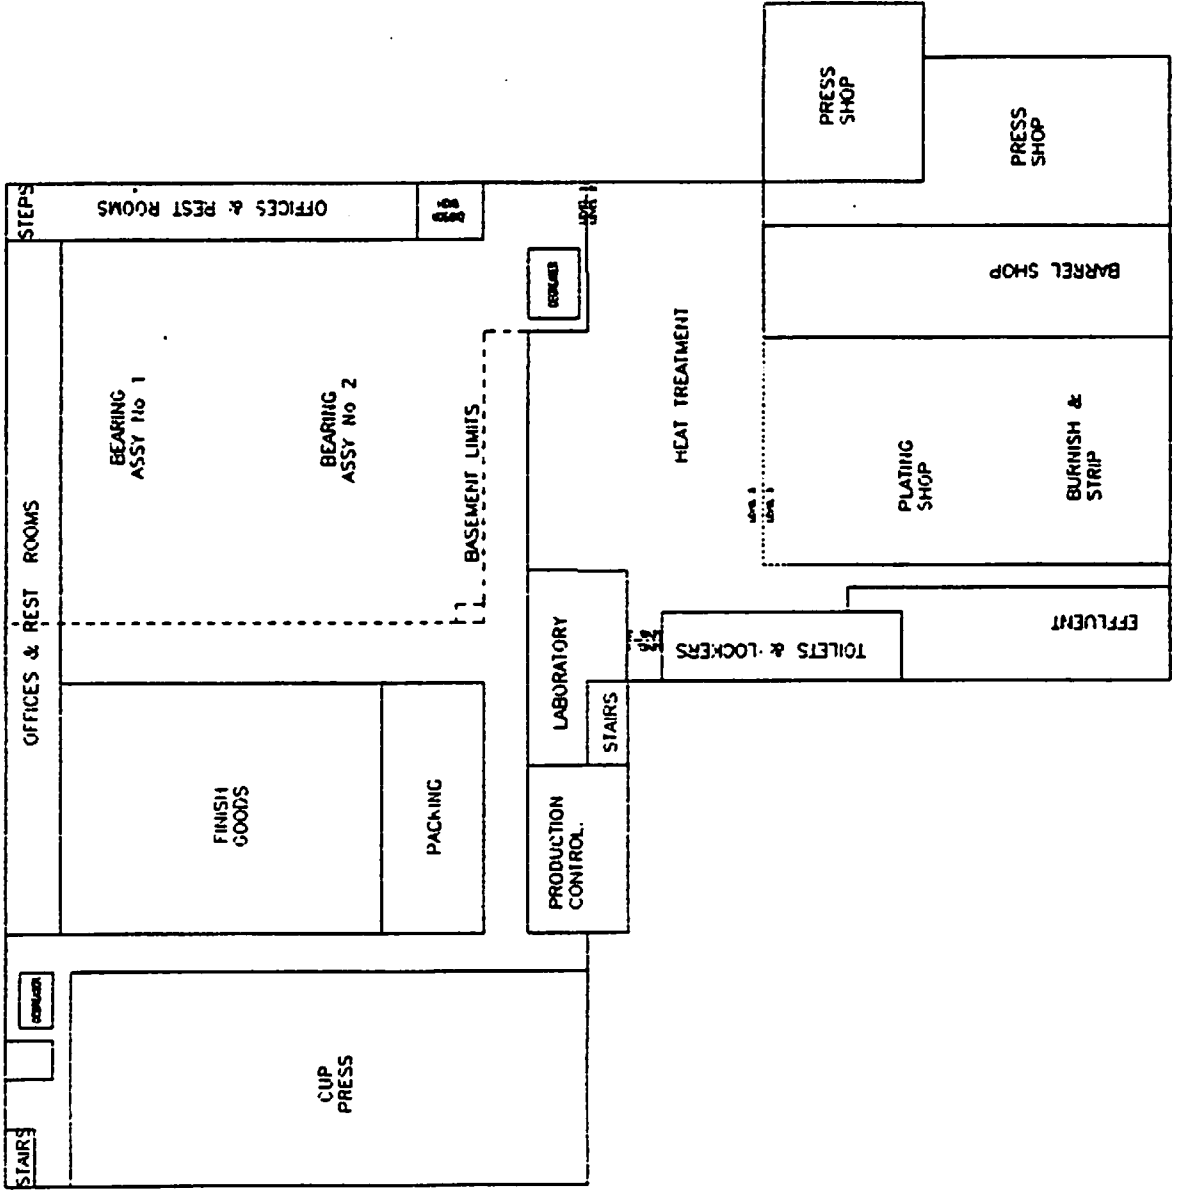 STEPS
OFFICES & REST ROOMS
OFFICES & REST ROOMS
BEARING
ASSY No 1
BEARING
ASSY No 2
BASEMENT LIMITS
FINISH
GOODS
PACKING
STAIRS
CUP
PRESS
PRODUCTION
CONTROL.
LABORATORY
STAIRS
HEAT TREATMENT
TOILETS & LOCKERS
EFFLUENT
PLATING
SHOP
BURNISH &
STRIP
BARREL SHOP
PRESS
SHOP
PRESS
SHOP
DEGREASER
DEGREASER